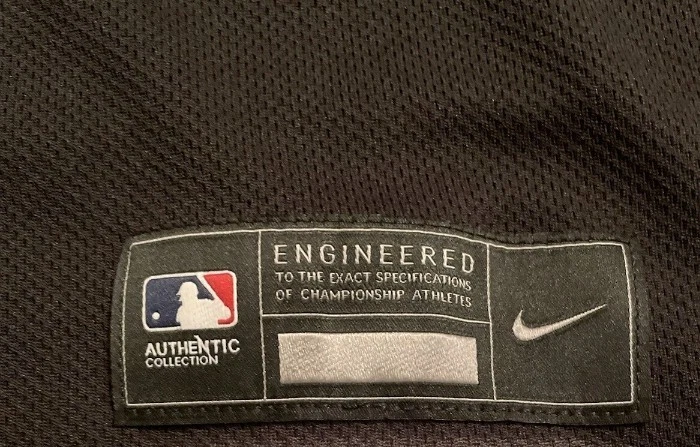 ENGINEERED
TO THE EXACT SPECIFICATIONS
OF CHAMPIONSHIP ATHLETES
AUTHENTIC
COLLECTION